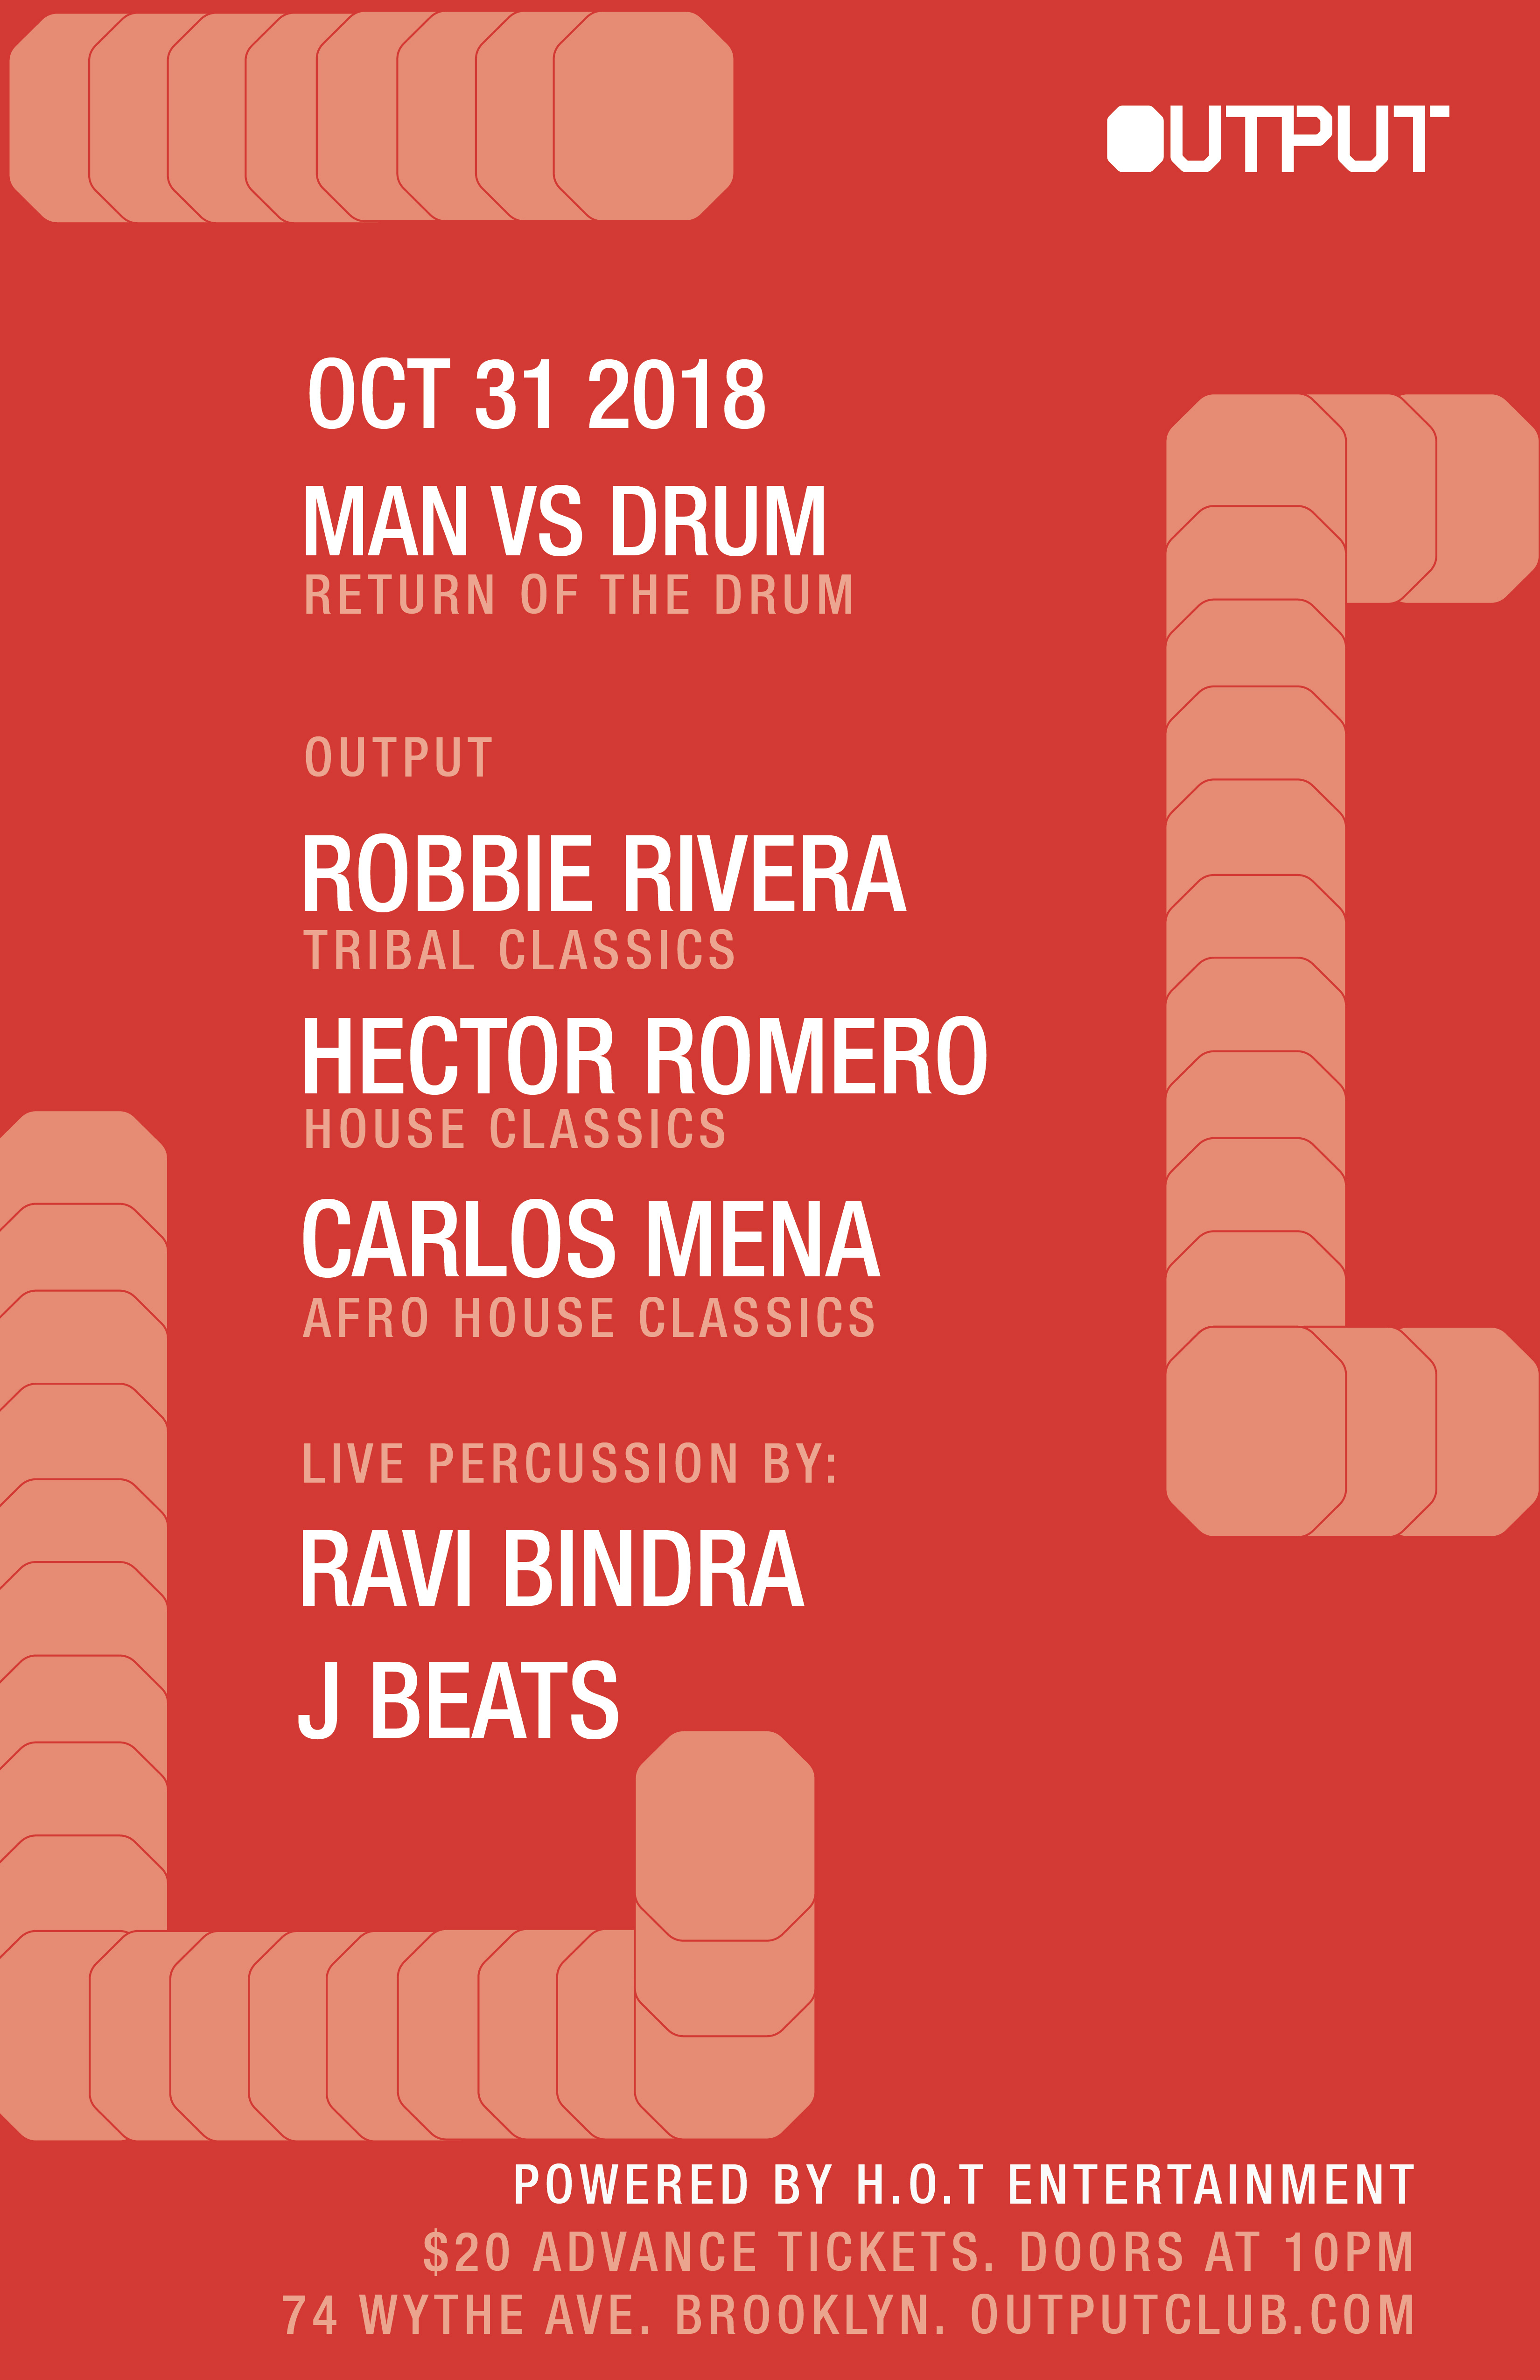 OUTPUT
OCT 31 2018
MAN VS DRUM
RETURN OF THE DRUM
OUTPUT
ROBBIE RIVERA
TRIBAL CLASSICS
HECTOR ROMERO
HOUSE CLASSICS
CARLOS MENA
AFRO HOUSE CLASSICS
LIVE PERCUSSION BY:
RAVI BINDRA
J BEATS
POWERED BY H.O.T ENTERTAINMENT
$20 ADVANCE TICKETS. DOORS AT 10PM
74 WYTHE AVE. BROOKLYN. OUTPUTCLUB.COM